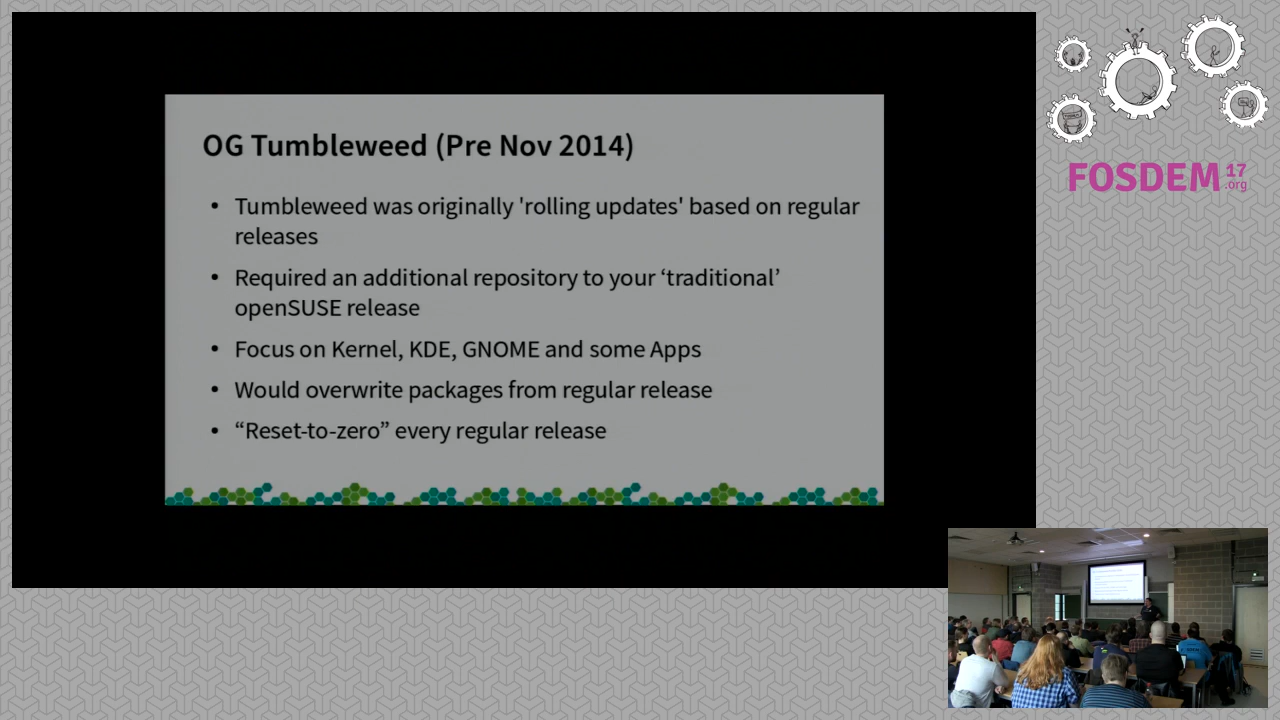 OG Tumbleweed (Pre Nov 2014)
• Tumbleweed was originally 'rolling updates' based on regular
releases
• Required an additional repository to your ‘traditional’
openSUSE release
• Focus on Kernel, KDE, GNOME and some Apps
• Would overwrite packages from regular release
• “Reset-to-zero” every regular release
FOSDEM 17
.org